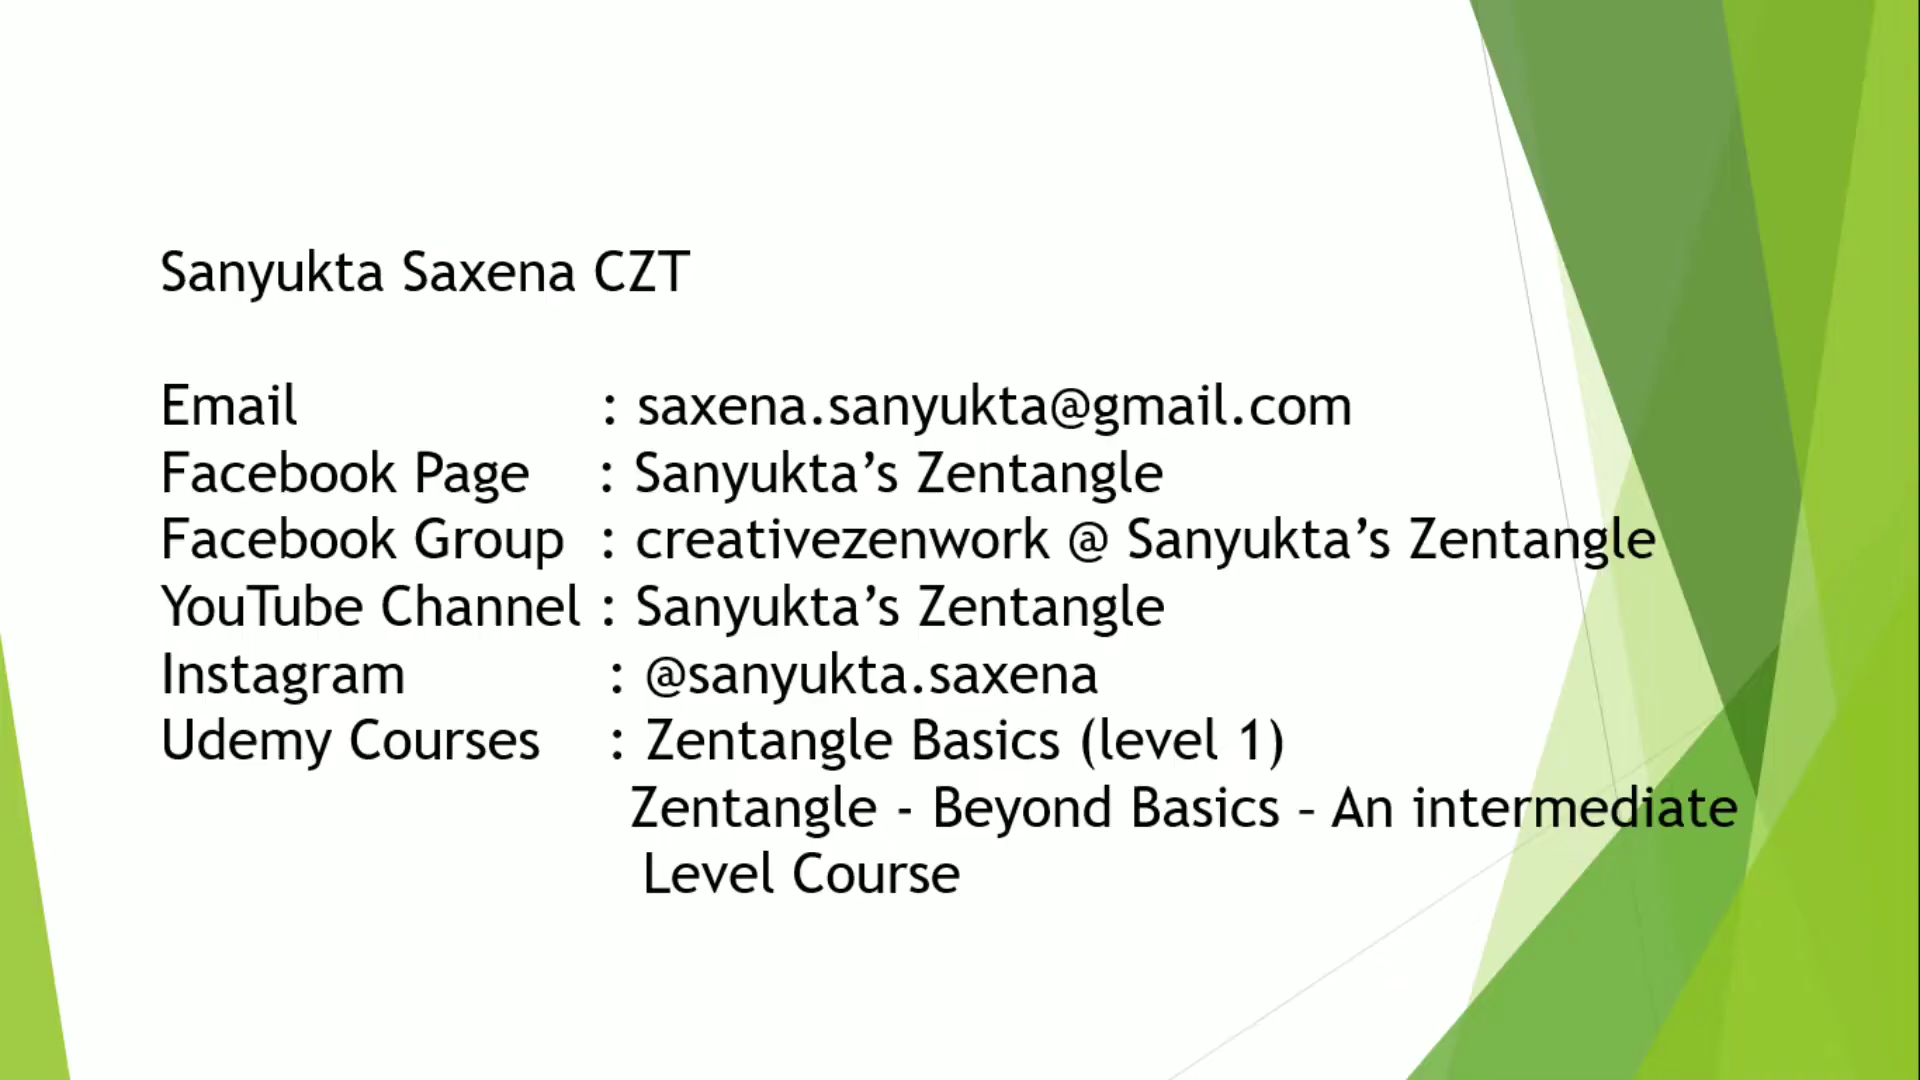 Sanyukta Saxena CZT
Email : saxena.sanyukta@gmail.com
Facebook Page : Sanyukta’s Zentangle
Facebook Group : creativezenwork @ Sanyukta’s Zentangle
YouTube Channel : Sanyukta’s Zentangle
Instagram : @sanyukta.saxena
Udemy Courses : Zentangle Basics (level 1)
Zentangle - Beyond Basics – An intermediate
Level Course